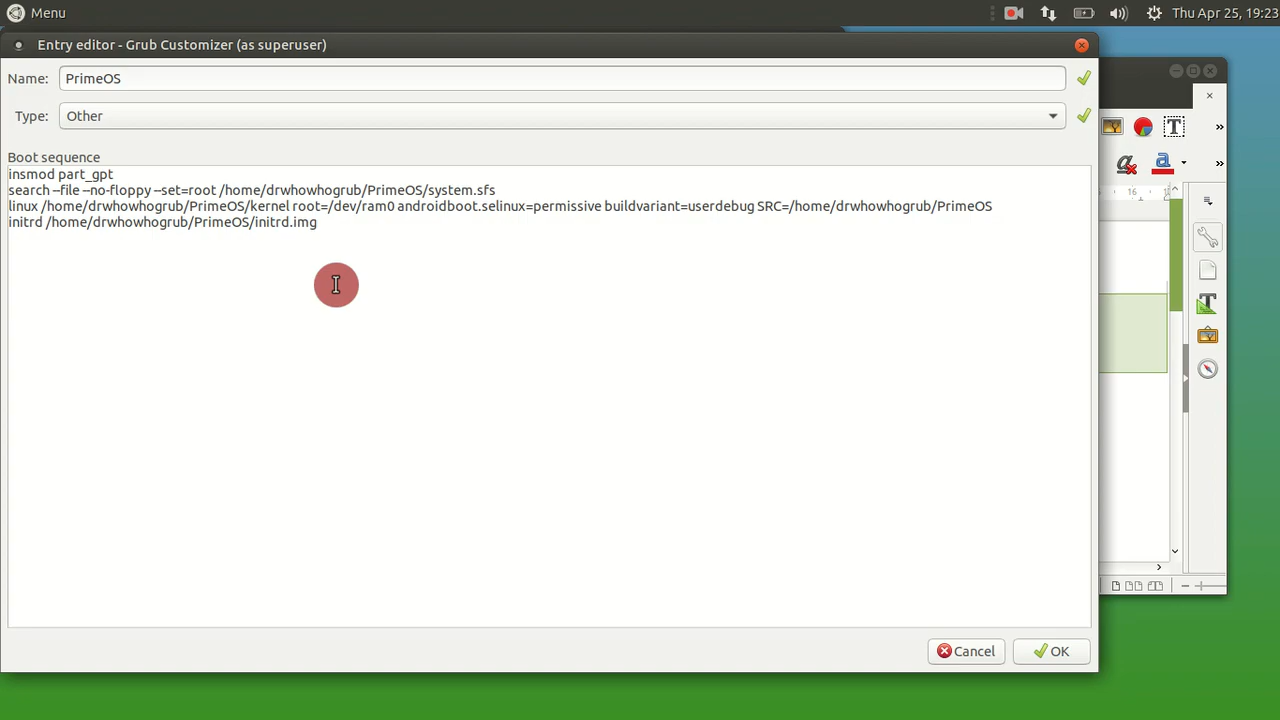 Menu
Thu Apr 25, 19:23
Entry editor - Grub Customizer (as superuser)
Name: PrimeOS
Type: Other
Boot sequence
insmod part_gpt
search --file --no-floppy --set=root /home/drwhowhogrub/PrimeOS/system.sfs
linux /home/drwhowhogrub/PrimeOS/kernel root=/dev/ram0 androidboot.selinux=permissive buildvariant=userdebug SRC=/home/drwhowhogrub/PrimeOS
initrd /home/drwhowhogrub/PrimeOS/initrd.img
16
18
Cancel
OK